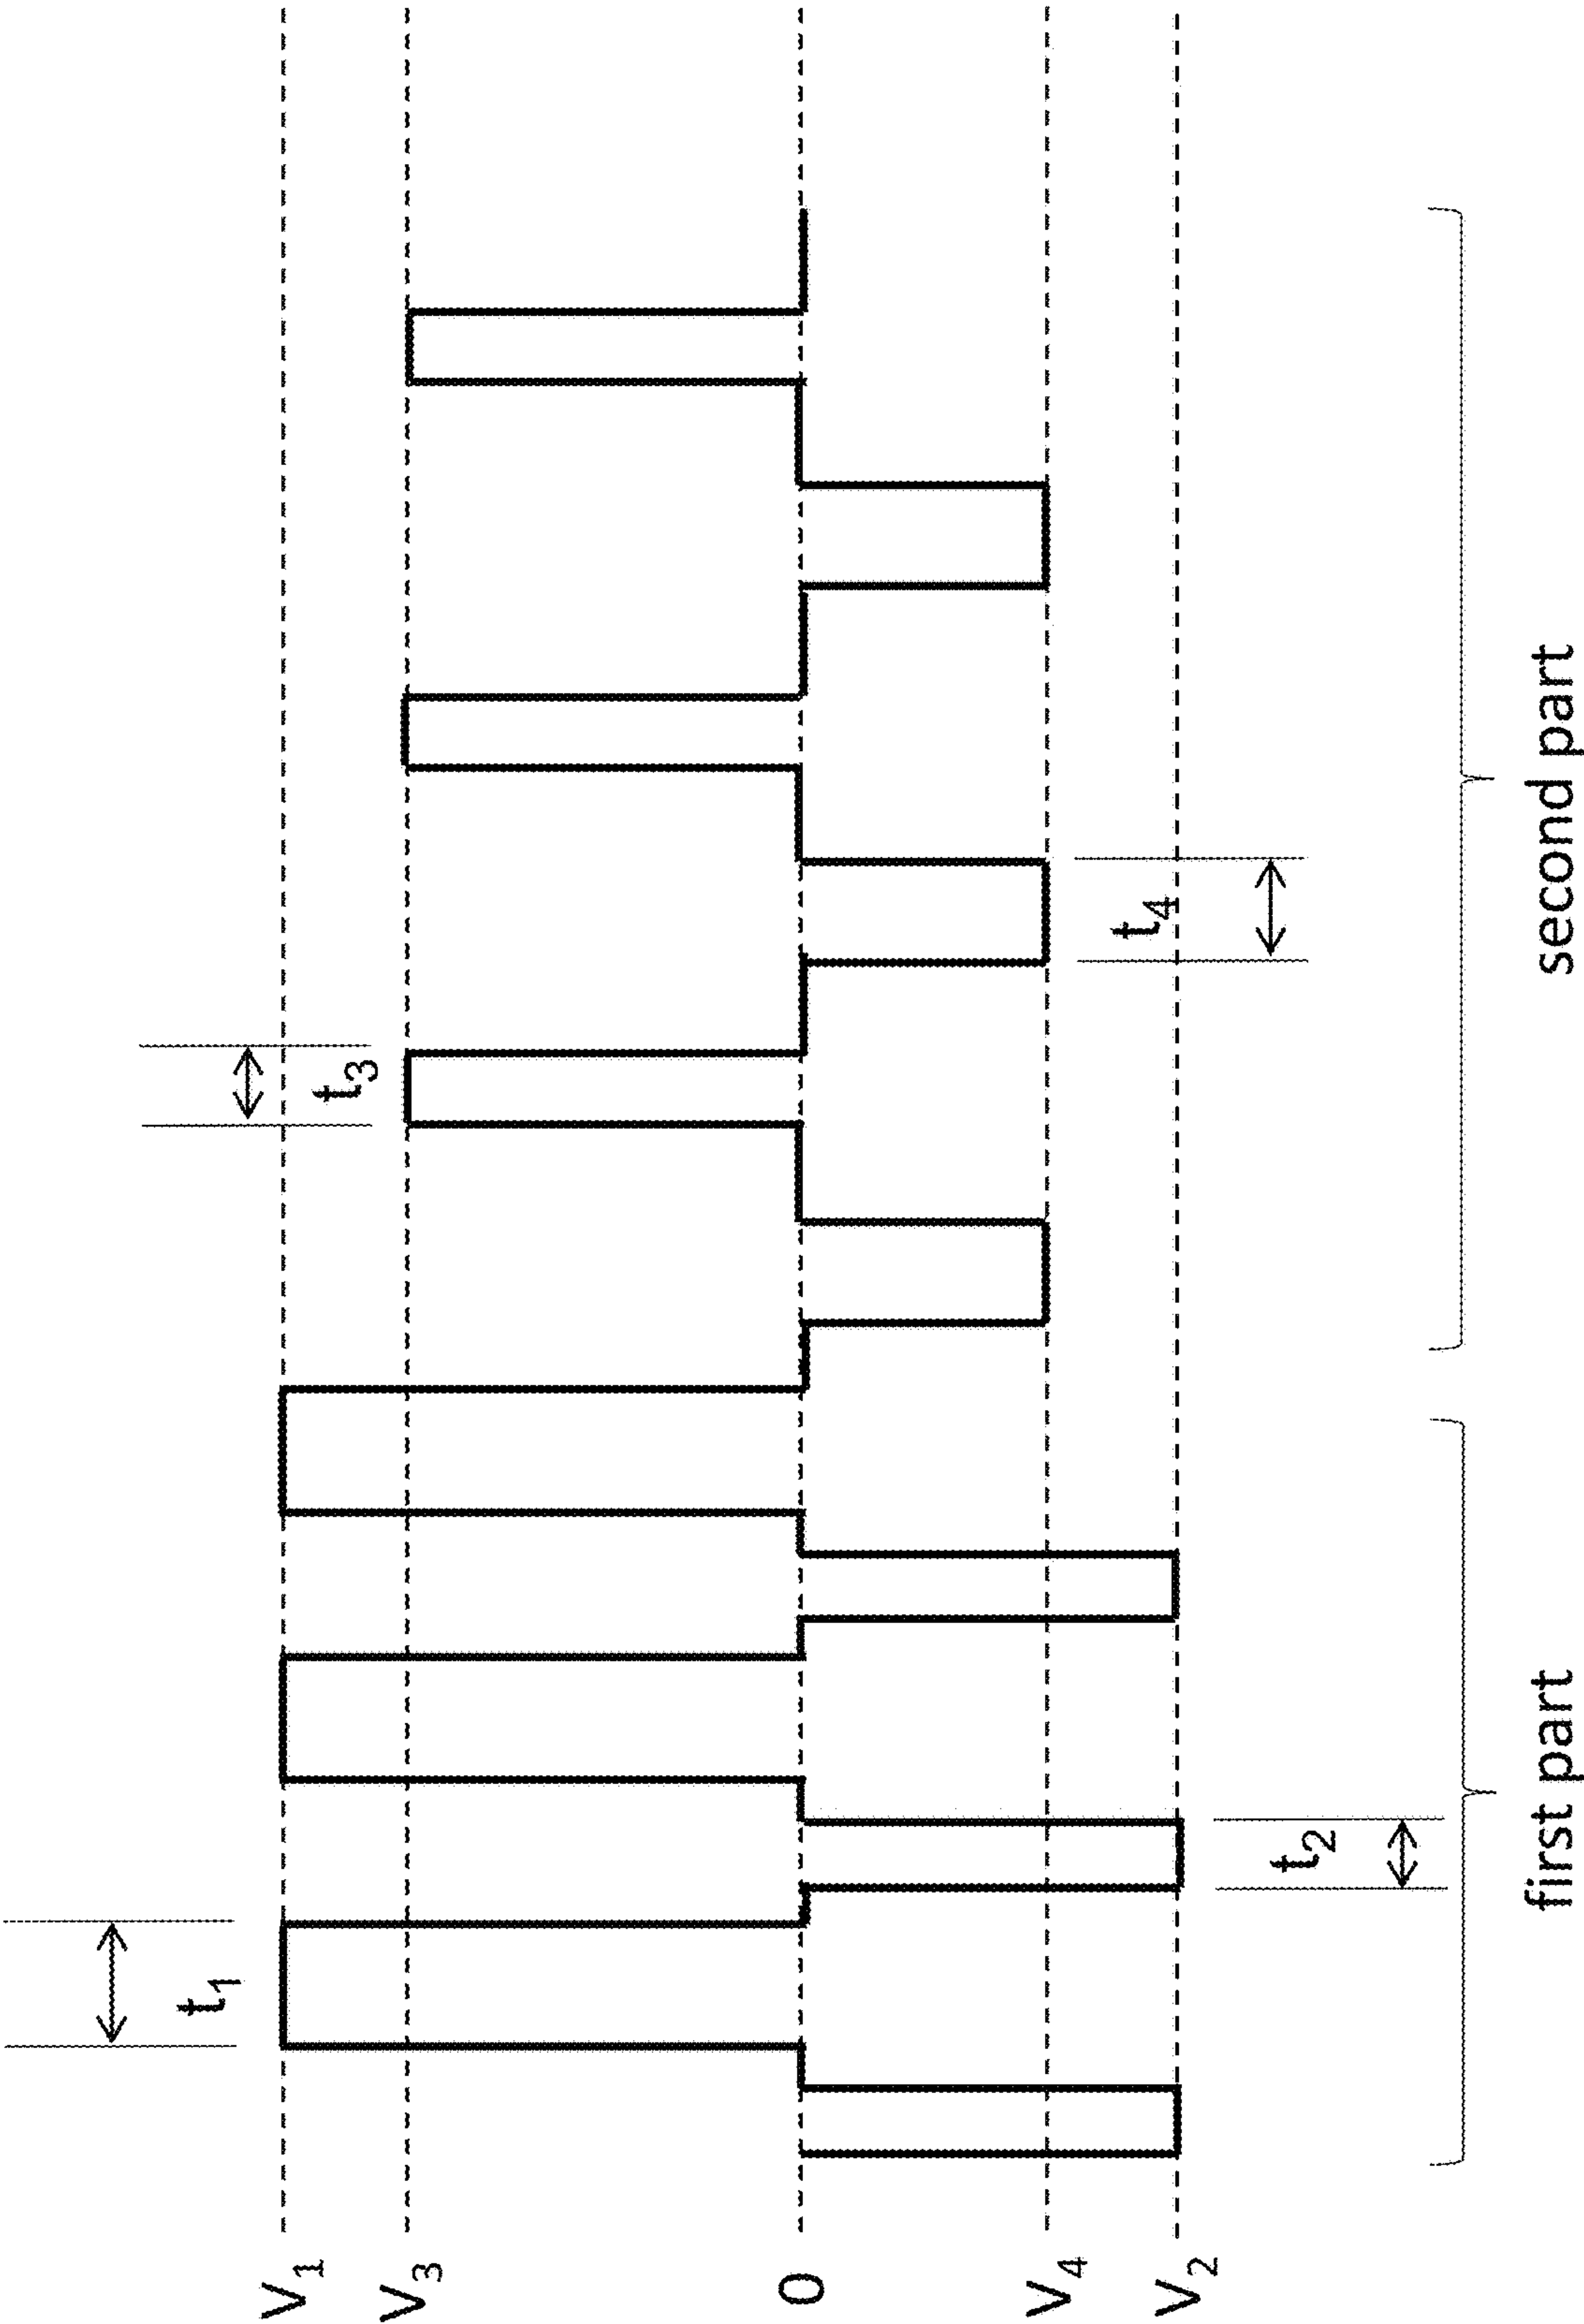 t₁
V₁
t₃
V₃
0
V₄
t₄
V₂
t₂
first part
second part